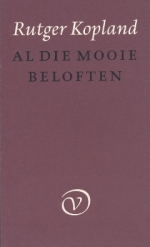 Rutger Kopland
AL DIE MOOIE
BELOFTEN
V